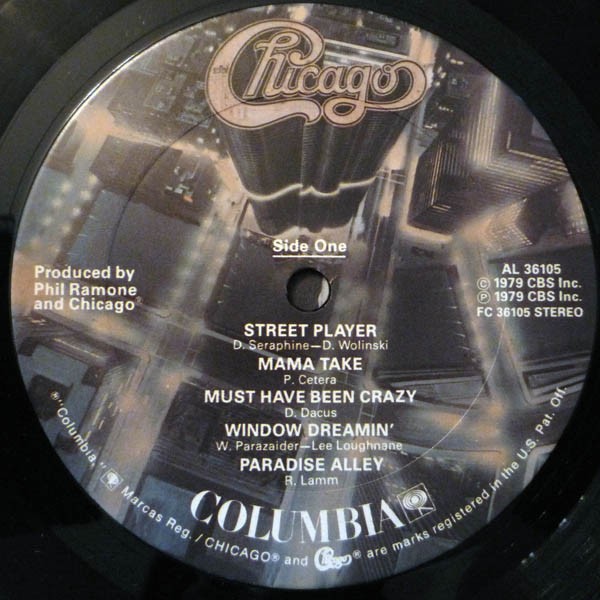 Chicago
Side One
Produced by
Phil Ramone
and Chicago®
AL 36105
© 1979 CBS Inc.
℗ 1979 CBS Inc.
FC 36105 STEREO
STREET PLAYER
D. Seraphine—D. Wolinski
MAMA TAKE
P. Cetera
MUST HAVE BEEN CRAZY
D. Dacus
WINDOW DREAMIN'
W. Parazaider—Lee Loughnane
PARADISE ALLEY
R. Lamm
COLUMBIA
®"Columbia," Marcas Reg./CHICAGO® and Chicago® are marks registered in the U.S. Pat. Off.